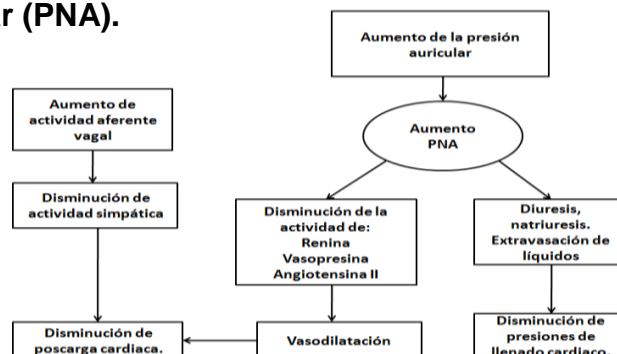 r (PNA).
Aumento de la presión
auricular
Aumento
PNA
Aumento de
actividad aferente
vagal
Disminución de
actividad simpática
Disminución de la
actividad de:
Renina
Vasopresina
Angiotensina II
Diuresis,
natriuresis.
Extravasación de
líquidos
Disminución de
poscarga cardiaca.
Vasodilatación
Disminución de
presiones de
llenado cardiaco.